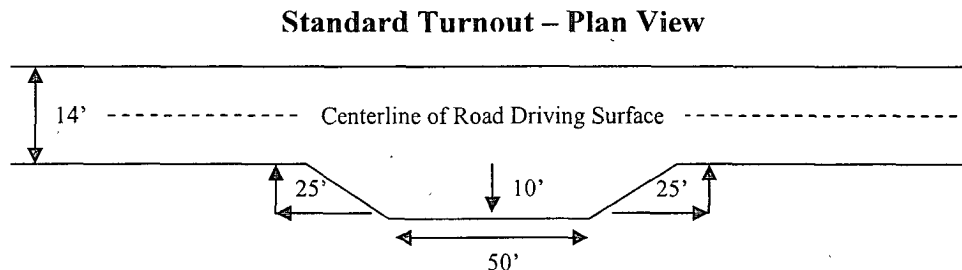 Standard Turnout – Plan View
14’
Centerline of Road Driving Surface
25’
10’
25’
50’